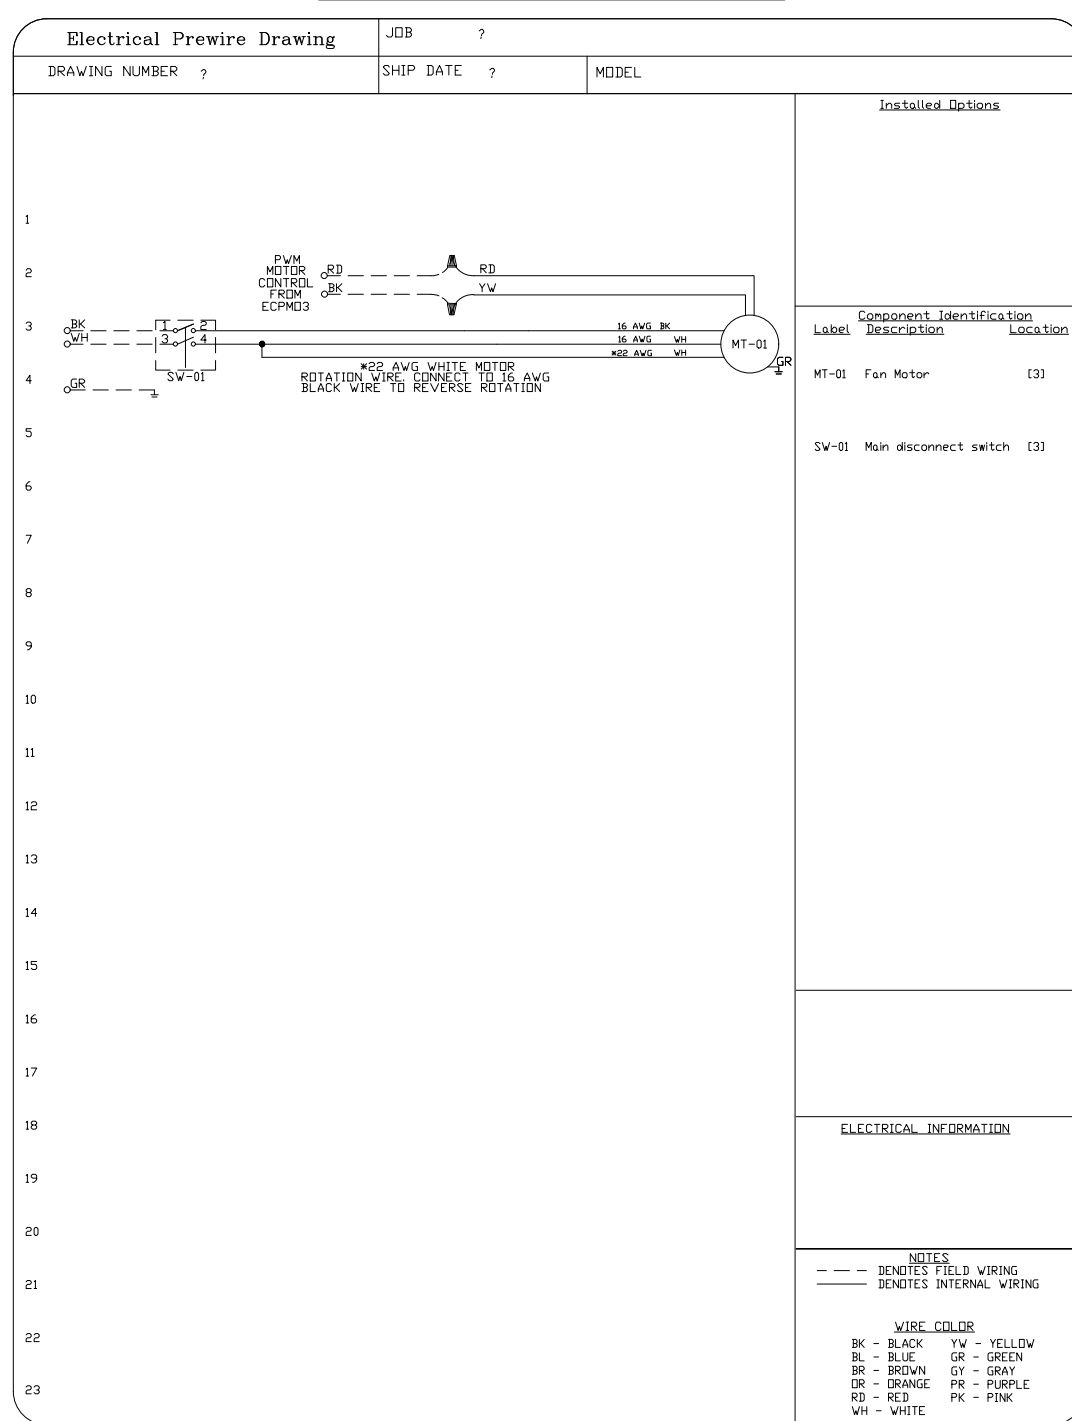 Electrical Prewire Drawing
JOB ?
DRAWING NUMBER ?
SHIP DATE ?
MODEL
Installed Options
1
2
PWM
MOTOR
CONTROL
FROM
ECPM03
RD
BK
RD
YW
3
BK
WH
1 2
3 4
SW-01
16 AWG BK
16 AWG WH
*22 AWG WH
MT-01
GR
*22 AWG WHITE MOTOR
ROTATION WIRE. CONNECT TO 16 AWG
BLACK WIRE TO REVERSE ROTATION
4
GR
5
6
7
8
9
10
11
12
13
14
15
16
17
18
19
20
21
22
23
Component Identification
Label Description Location
MT-01 Fan Motor [3]
SW-01 Main disconnect switch [3]
ELECTRICAL INFORMATION
NOTES
DENOTES FIELD WIRING
DENOTES INTERNAL WIRING
WIRE COLOR
BK - BLACK YW - YELLOW
BL - BLUE GR - GREEN
BR - BROWN GY - GRAY
OR - ORANGE PR - PURPLE
RD - RED PK - PINK
WH - WHITE